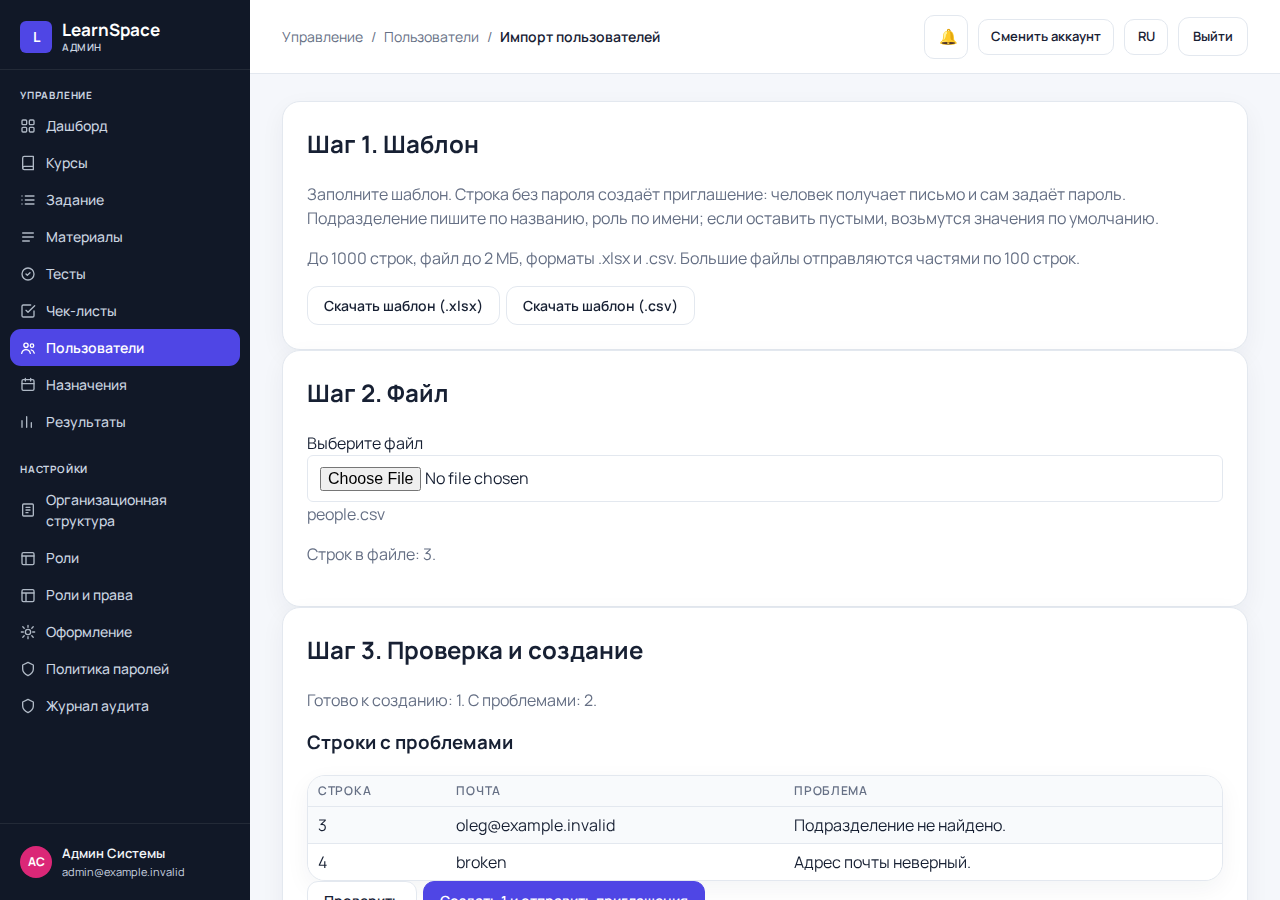 L
LearnSpace
АДМИН
УПРАВЛЕНИЕ
Дашборд
Курсы
Задание
Материалы
Тесты
Чек-листы
Пользователи
Назначения
Результаты
НАСТРОЙКИ
Организационная
структура
Роли
Роли и права
Оформление
Политика паролей
Журнал аудита
АС
Админ Системы
admin@example.invalid
Управление / Пользователи / Импорт пользователей
Сменить аккаунт
RU
Выйти
Шаг 1. Шаблон
Заполните шаблон. Строка без пароля создаёт приглашение: человек получает письмо и сам задаёт пароль.
Подразделение пишите по названию, роль по имени; если оставить пустыми, возьмутся значения по умолчанию.
До 1000 строк, файл до 2 МБ, форматы .xlsx и .csv. Большие файлы отправляются частями по 100 строк.
Скачать шаблон (.xlsx) Скачать шаблон (.csv)
Шаг 2. Файл
Выберите файл
Choose File No file chosen
people.csv
Строк в файле: 3.
Шаг 3. Проверка и создание
Готово к созданию: 1. С проблемами: 2.
Строки с проблемами
СТРОКА ПОЧТА ПРОБЛЕМА
3 oleg@example.invalid Подразделение не найдено.
4 broken Адрес почты неверный.
Проверить Создать 1 и отправить приглашения